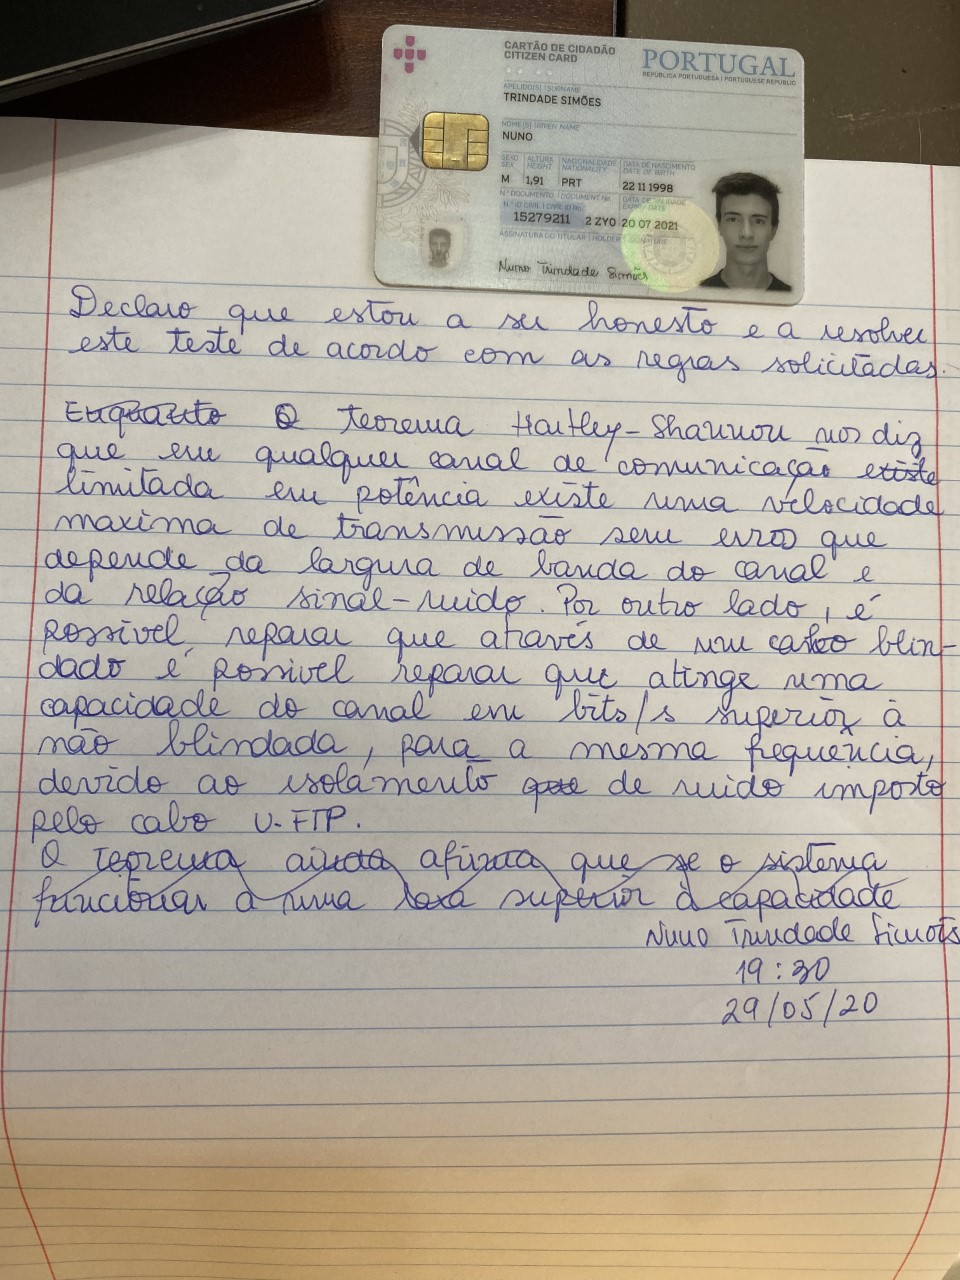 CARTÃO DE CIDADÃO
CITIZEN CARD
PORTUGAL
REPÚBLICA PORTUGUESA | PORTUGUESE REPUBLIC
APELIDO(S) | SURNAME
TRINDADE SIMÕES
NOME(S) | GIVEN NAME
NUNO
SEXO ALTURA NACIONALIDADE DATA DE NASCIMENTO
SEX HEIGHT NATIONALITY DATE OF BIRTH
M 1,91 PRT 22 11 1998
Nº DOCUMENTO | DOCUMENT No. DATA DE VALIDADE
EXPIRY DATE
15279211 2 ZY0 20 07 2021
ASSINATURA DO TITULAR | HOLDER'S SIGNATURE
Nuno Trindade Simões
Declaro que estou a ser honesto e a resolver
este teste de acordo com as regras solicitadas.
Enquanto O teorema Hartley-Shannon nos diz
que em qualquer canal de comunicação existe
limitada em potência existe uma velocidade
maxima de transmissão sem erros que
depende da largura de banda do canal e
da relação sinal-ruido. Por outro lado, é
possivel, reparar que através de um cabo blin-
dado é possivel reparar que atinge uma
capacidade do canal em bits/s superior à
não blindada, para a mesma frequência,
devido ao isolamento que de ruido imposto
pelo cabo U-FTP.
O teorema ainda afirma que se o sistema
funcionar a uma taxa superior à capacidade
Nuno Trindade Simões
19:30
29/05/20